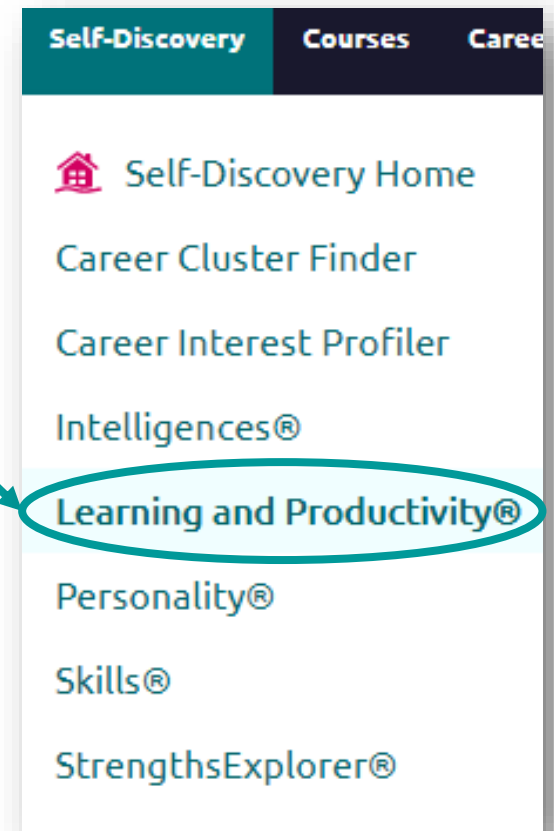 Self-Discovery Courses
Self-Discovery Home
Career Cluster Finder
Career Interest Profiler
Intelligences®
Learning and Productivity®
Personality®
Skills®
StrengthsExplorer®